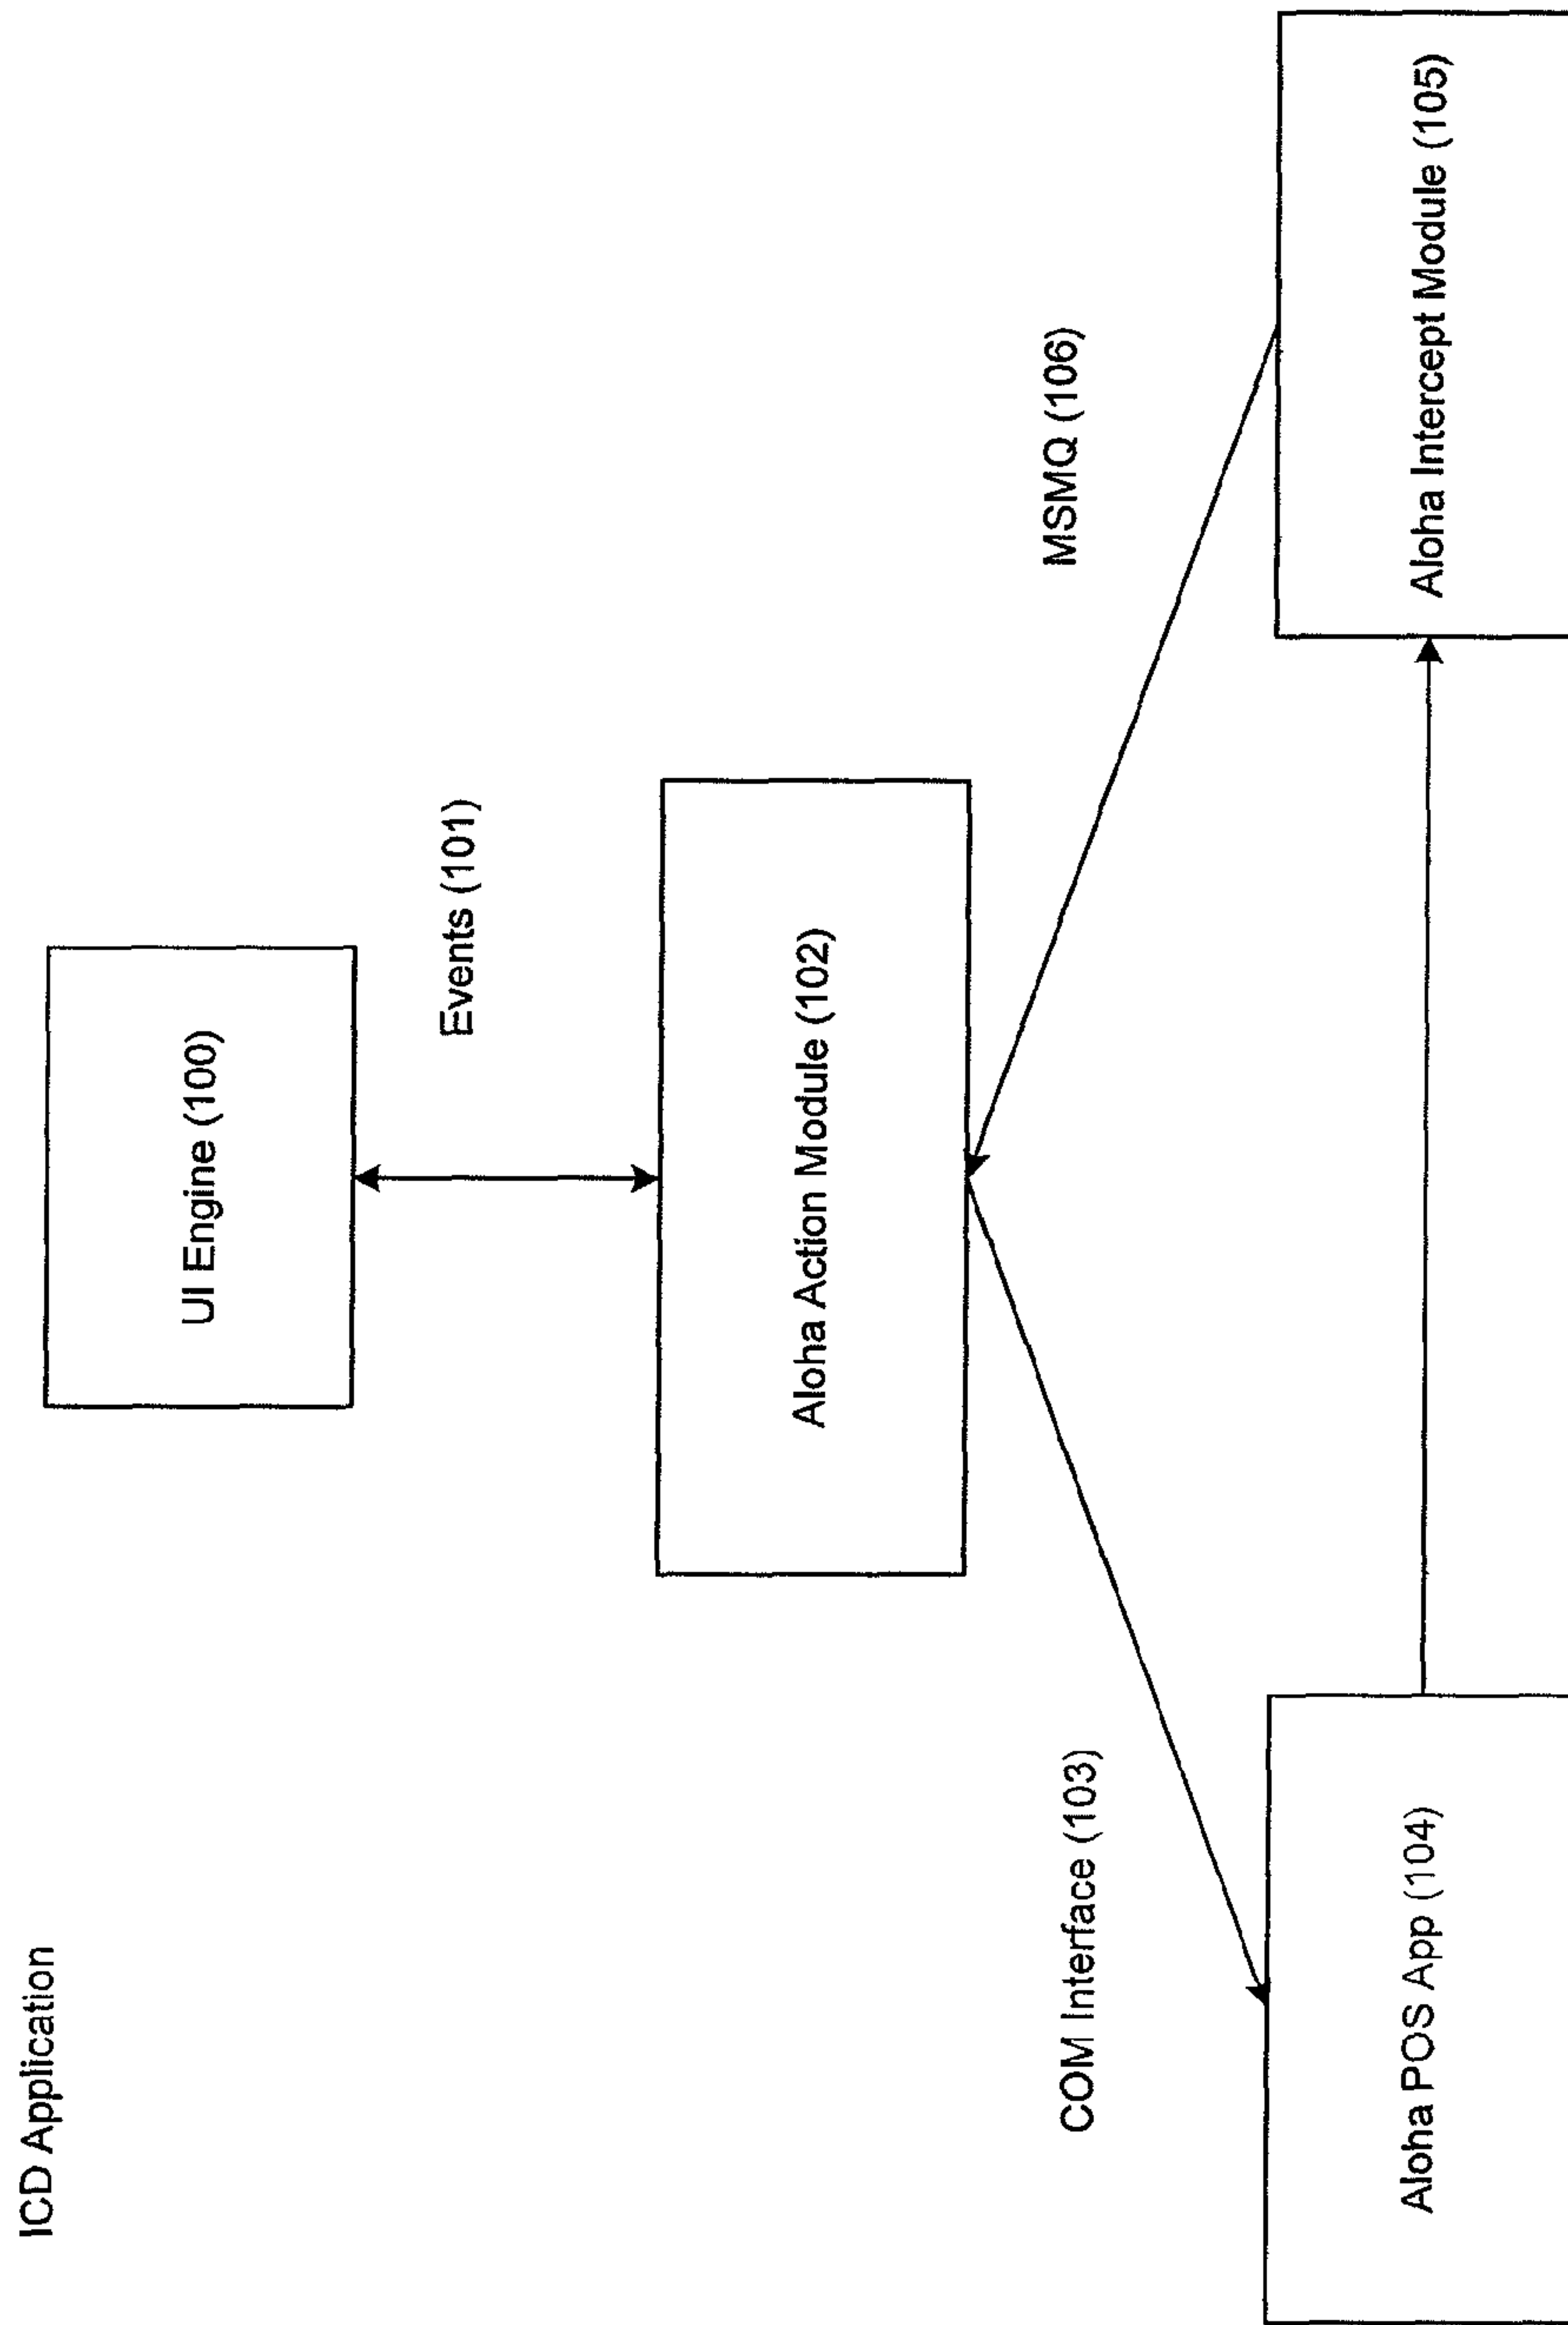 ICD Application
UI Engine (100)
Events (101)
Aloha Action Module (102)
COM Interface (103)
MSMQ (106)
Aloha POS App (104)
Aloha Intercept Module (105)